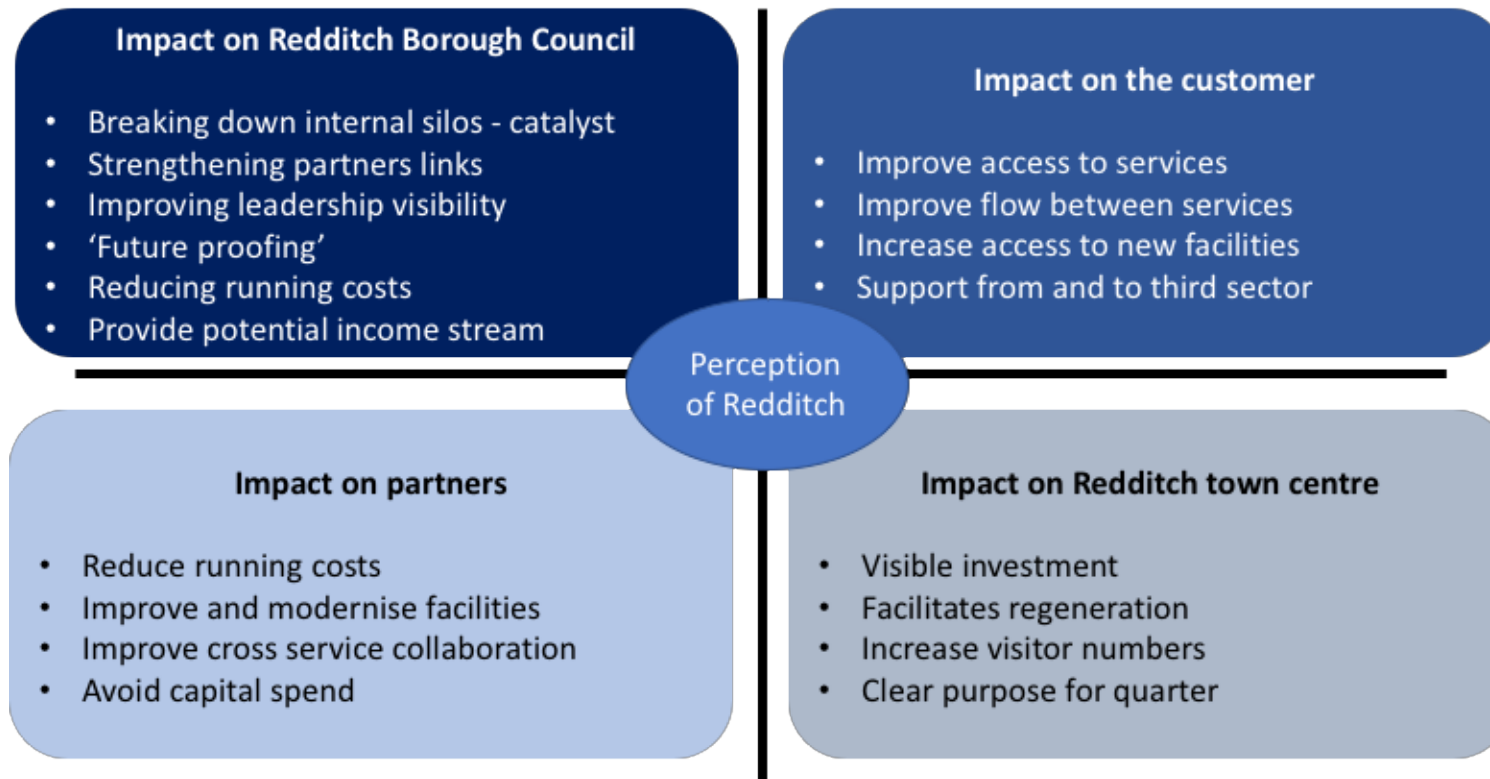 Impact on Redditch Borough Council
• Breaking down internal silos - catalyst
• Strengthening partners links
• Improving leadership visibility
• ‘Future proofing’
• Reducing running costs
• Provide potential income stream
Impact on the customer
• Improve access to services
• Improve flow between services
• Increase access to new facilities
• Support from and to third sector
Perception
of Redditch
Impact on partners
• Reduce running costs
• Improve and modernise facilities
• Improve cross service collaboration
• Avoid capital spend
Impact on Redditch town centre
• Visible investment
• Facilitates regeneration
• Increase visitor numbers
• Clear purpose for quarter